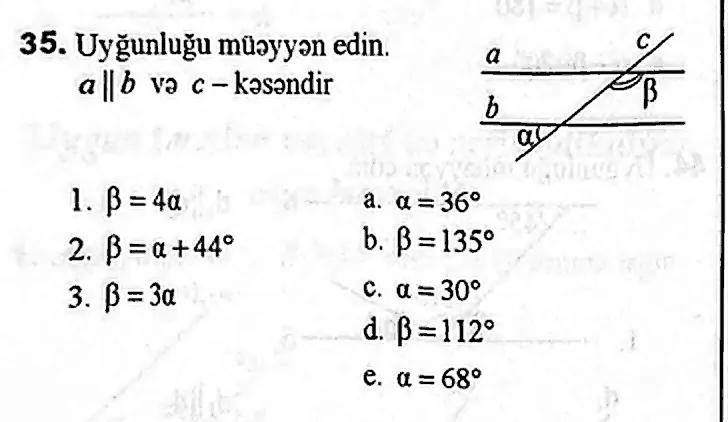 35. Uyğunluğu müəyyən edin.
a || b və c – kəsəndir
a
b
c
β
α
1. β = 4α
2. β = α + 44°
3. β = 3α
a. α = 36°
b. β = 135°
c. α = 30°
d. β = 112°
e. α = 68°